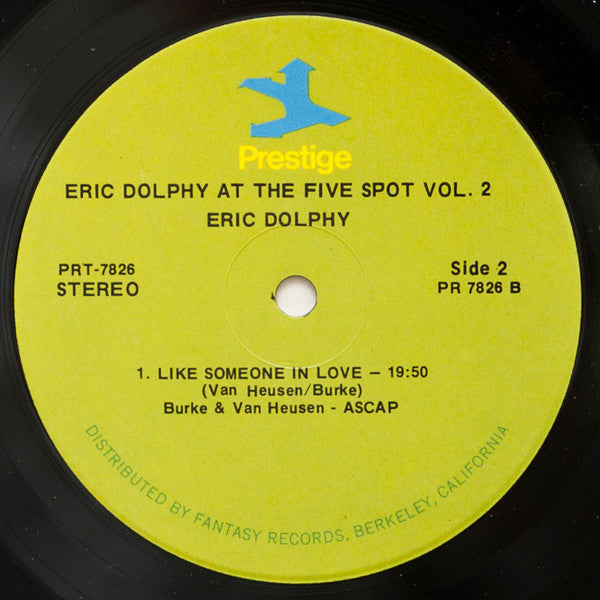 Prestige
ERIC DOLPHY AT THE FIVE SPOT VOL. 2
ERIC DOLPHY
PRT-7826
STEREO
Side 2
PR 7826 B
1. LIKE SOMEONE IN LOVE – 19:50
(Van Heusen/Burke)
Burke & Van Heusen - ASCAP
DISTRIBUTED BY FANTASY RECORDS, BERKELEY, CALIFORNIA